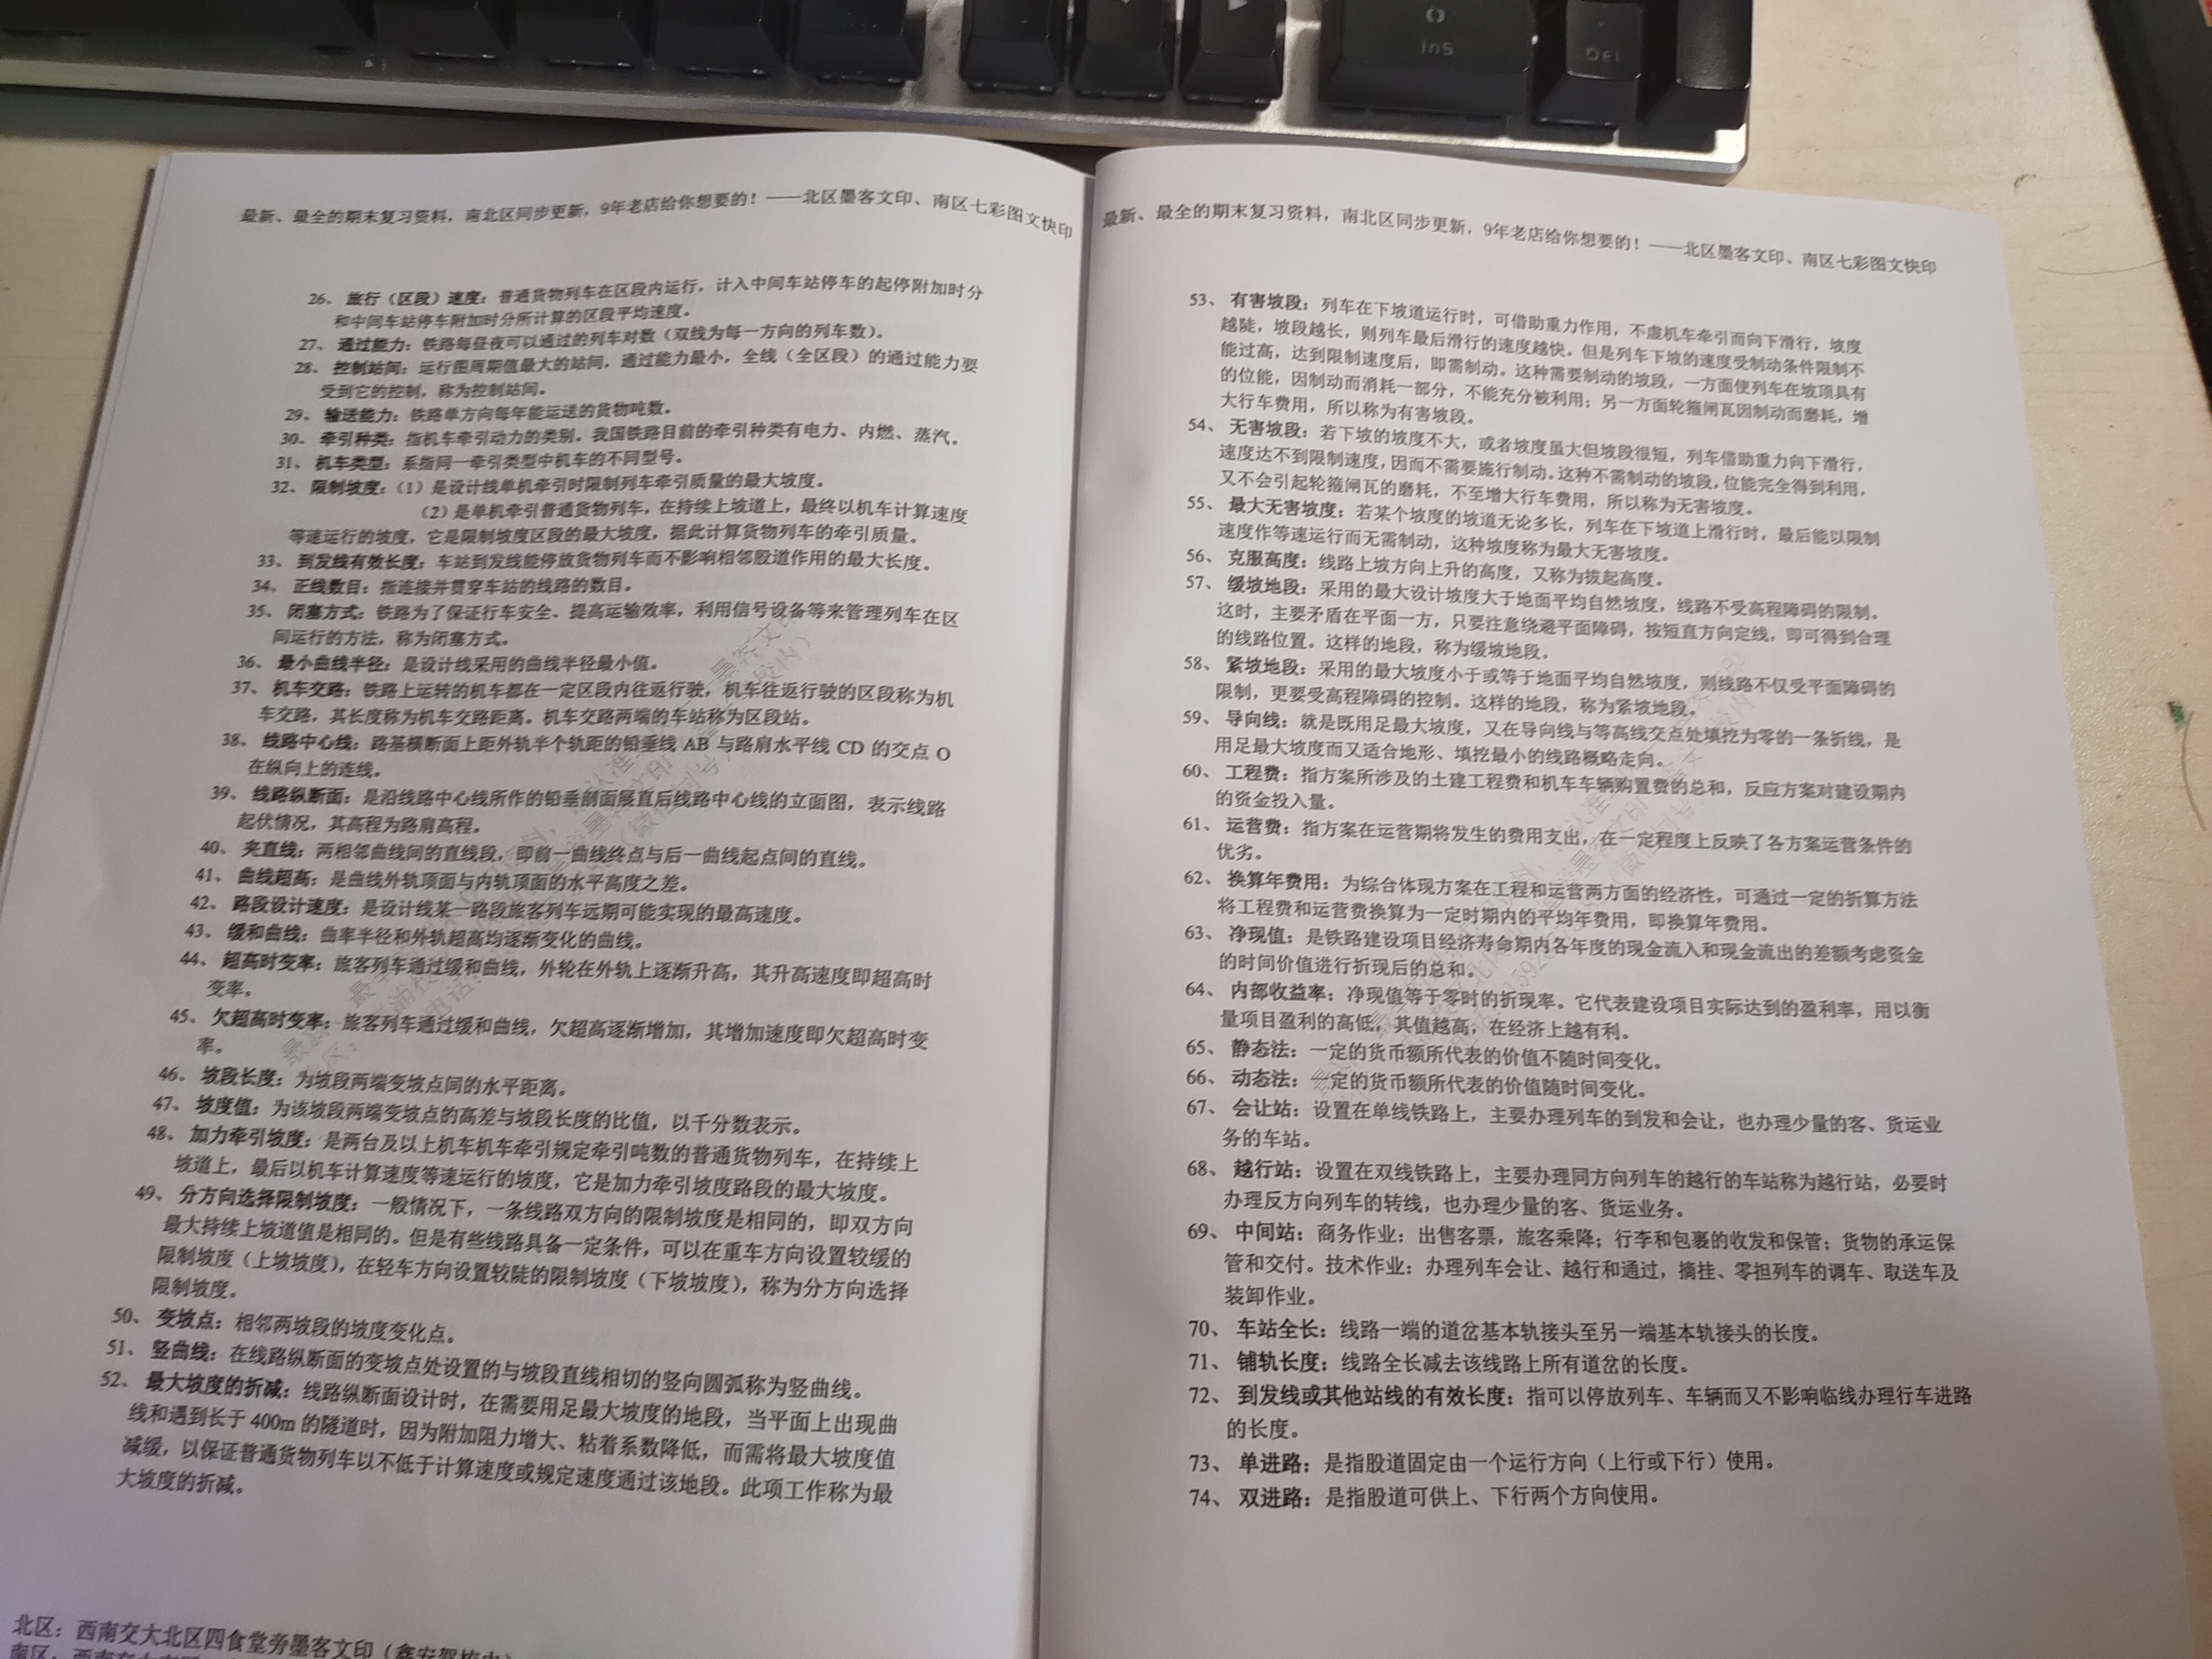 ins
Del
最新、最全的期末复习资料，南北区同步更新，9年老店给你想要的！——北区墨客文印、南区七彩图文快印
26、旅行（区段）速度：普通货物列车在区段内运行，计入中间车站停车的起停附加时分
和中间车站停车附加时分所计算的区段平均速度。
27、通过能力：铁路每昼夜可以通过的列车对数（双线为每一方向的列车数）。
28、控制站间：运行图周期值最大的站间，通过能力最小，全线（全区段）的通过能力要
受到它的控制，称为控制站间。
29、输送能力：铁路单方向每年能运送的货物吨数。
30、牵引种类：指机车牵引动力的类别。我国铁路目前的牵引种类有电力、内燃、蒸汽。
31、机车类型：系指同一牵引类型中机车的不同型号。
32、限制坡度：（1）是设计线单机牵引时限制列车牵引质量的最大坡度。
（2）是单机牵引普通货物列车，在持续上坡道上，最终以机车计算速度
等速运行的坡度，它是限制坡度区段的最大坡度，据此计算货物列车的牵引质量。
33、到发线有效长度：车站到发线能停放货物列车而不影响相邻股道作用的最大长度。
34、正线数目：指连接并贯穿车站的线路的数目。
35、闭塞方式：铁路为了保证行车安全、提高运输效率，利用信号设备等来管理列车在区
间运行的方法，称为闭塞方式。
36、最小曲线半径：是设计线采用的曲线半径最小值。
37、机车交路：铁路上运转的机车都在一定区段内往返行驶，机车往返行驶的区段称为机
车交路，其长度称为机车交路距离。机车交路两端的车站称为区段站。
38、线路中心线：路基横断面上距外轨半个轨距的铅垂线 AB 与路肩水平线 CD 的交点 O
在纵向上的连线。
39、线路纵断面：是沿线路中心线所作的铅垂剖面展直后线路中心线的立面图，表示线路
起伏情况，其高程为路肩高程。
40、夹直线：两相邻曲线间的直线段，即前一曲线终点与后一曲线起点间的直线。
41、曲线超高：是曲线外轨顶面与内轨顶面的水平高度之差。
42、路段设计速度：是设计线某一路段旅客列车远期可能实现的最高速度。
43、缓和曲线：曲率半径和外轨超高均逐渐变化的曲线。
44、超高时变率：旅客列车通过缓和曲线，外轮在外轨上逐渐升高，其升高速度即超高时
变率。
45、欠超高时变率：旅客列车通过缓和曲线，欠超高逐渐增加，其增加速度即欠超高时变
率。
46、坡段长度：为坡段两端变坡点间的水平距离。
47、坡度值：为该坡段两端变坡点的高差与坡段长度的比值，以千分数表示。
48、加力牵引坡度：是两台及以上机车机车牵引规定牵引吨数的普通货物列车，在持续上
坡道上，最后以机车计算速度等速运行的坡度，它是加力牵引坡度路段的最大坡度。
49、分方向选择限制坡度：一般情况下，一条线路双方向的限制坡度是相同的，即双方向
最大持续上坡道值是相同的。但是有些线路具备一定条件，可以在重车方向设置较缓的
限制坡度（上坡坡度），在轻车方向设置较陡的限制坡度（下坡坡度），称为分方向选择
限制坡度。
50、变坡点：相邻两坡段的坡度变化点。
51、竖曲线：在线路纵断面的变坡点处设置的与坡段直线相切的竖向圆弧称为竖曲线。
52、最大坡度的折减：线路纵断面设计时，在需要用足最大坡度的地段，当平面上出现曲
线和遇到长于 400m 的隧道时，因为附加阻力增大、粘着系数降低，而需将最大坡度值
减缓，以保证普通货物列车以不低于计算速度或规定速度通过该地段。此项工作称为最
大坡度的折减。
北区：西南交大北区四食堂旁墨客文印
南区：
最新、最全的期末复习资料，南北区同步更新，9年老店给你想要的！——北区墨客文印、南区七彩图文快印
53、有害坡段：列车在下坡道运行时，可借助重力作用，不虚机车牵引而向下滑行，坡度
越陡，坡段越长，则列车最后滑行的速度越快。但是列车下坡的速度受制动条件限制不
能过高，达到限制速度后，即需制动。这种需要制动的坡段，一方面使列车在坡顶具有
的位能，因制动而消耗一部分，不能充分被利用；另一方面轮箍闸瓦因制动而磨耗，增
大行车费用，所以称为有害坡段。
54、无害坡段：若下坡的坡度不大，或者坡度虽大但坡段很短，列车借助重力向下滑行，
速度达不到限制速度，因而不需要施行制动。这种不需制动的坡段，位能完全得到利用，
又不会引起轮箍闸瓦的磨耗，不至增大行车费用，所以称为无害坡度。
55、最大无害坡度：若某个坡度的坡道无论多长，列车在下坡道上滑行时，最后能以限制
速度作等速运行而无需制动，这种坡度称为最大无害坡度。
56、克服高度：线路上坡方向上升的高度，又称为拔起高度。
57、缓坡地段：采用的最大设计坡度大于地面平均自然坡度，线路不受高程障碍的限制。
这时，主要矛盾在平面一方，只要注意绕避平面障碍，按短直方向定线，即可得到合理
的线路位置。这样的地段，称为缓坡地段。
58、紧坡地段：采用的最大坡度小于或等于地面平均自然坡度，则线路不仅受平面障碍的
限制，更要受高程障碍的控制。这样的地段，称为紧坡地段。
59、导向线：就是既用足最大坡度，又在导向线与等高线交点处填挖为零的一条折线，是
用足最大坡度而又适合地形、填挖最小的线路概略走向。
60、工程费：指方案所涉及的土建工程费和机车车辆购置费的总和，反应方案对建设期内
的资金投入量。
61、运营费：指方案在运营期将发生的费用支出，在一定程度上反映了各方案运营条件的
优劣。
62、换算年费用：为综合体现方案在工程和运营两方面的经济性，可通过一定的折算方法
将工程费和运营费换算为一定时期内的平均年费用，即换算年费用。
63、净现值：是铁路建设项目经济寿命期内各年度的现金流入和现金流出的差额考虑资金
的时间价值进行折现后的总和。
64、内部收益率：净现值等于零时的折现率。它代表建设项目实际达到的盈利率，用以衡
量项目盈利的高低，其值越高，在经济上越有利。
65、静态法：一定的货币额所代表的价值不随时间变化。
66、动态法：一定的货币额所代表的价值随时间变化。
67、会让站：设置在单线铁路上，主要办理列车的到发和会让，也办理少量的客、货运业
务的车站。
68、越行站：设置在双线铁路上，主要办理同方向列车的越行的车站称为越行站，必要时
办理反方向列车的转线，也办理少量的客、货运业务。
69、中间站：商务作业：出售客票，旅客乘降；行李和包裹的收发和保管；货物的承运保
管和交付。技术作业：办理列车会让、越行和通过，摘挂、零担列车的调车、取送车及
装卸作业。
70、车站全长：线路一端的道岔基本轨接头至另一端基本轨接头的长度。
71、铺轨长度：线路全长减去该线路上所有道岔的长度。
72、到发线或其他站线的有效长度：指可以停放列车、车辆而又不影响临线办理行车进路
的长度。
73、单进路：是指股道固定由一个运行方向（上行或下行）使用。
74、双进路：是指股道可供上、下行两个方向使用。